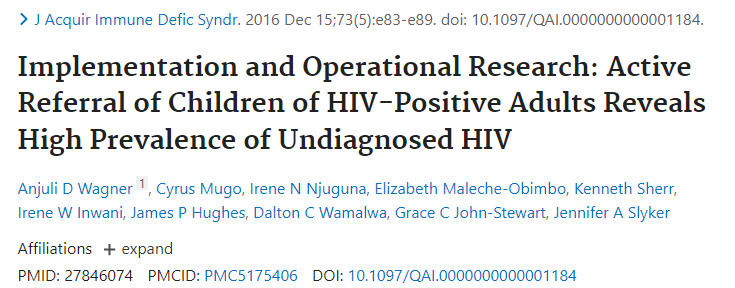 J Acquir Immune Defic Syndr. 2016 Dec 15;73(5):e83-e89. doi: 10.1097/QAI.0000000000001184.
Implementation and Operational Research: Active
Referral of Children of HIV-Positive Adults Reveals
High Prevalence of Undiagnosed HIV
Anjuli D Wagner 1, Cyrus Mugo, Irene N Njuguna, Elizabeth Maleche-Obimbo, Kenneth Sherr,
Irene W Inwani, James P Hughes, Dalton C Wamalwa, Grace C John-Stewart, Jennifer A Slyker
Affiliations + expand
PMID: 27846074 PMCID: PMC5175406 DOI: 10.1097/QAI.0000000000001184